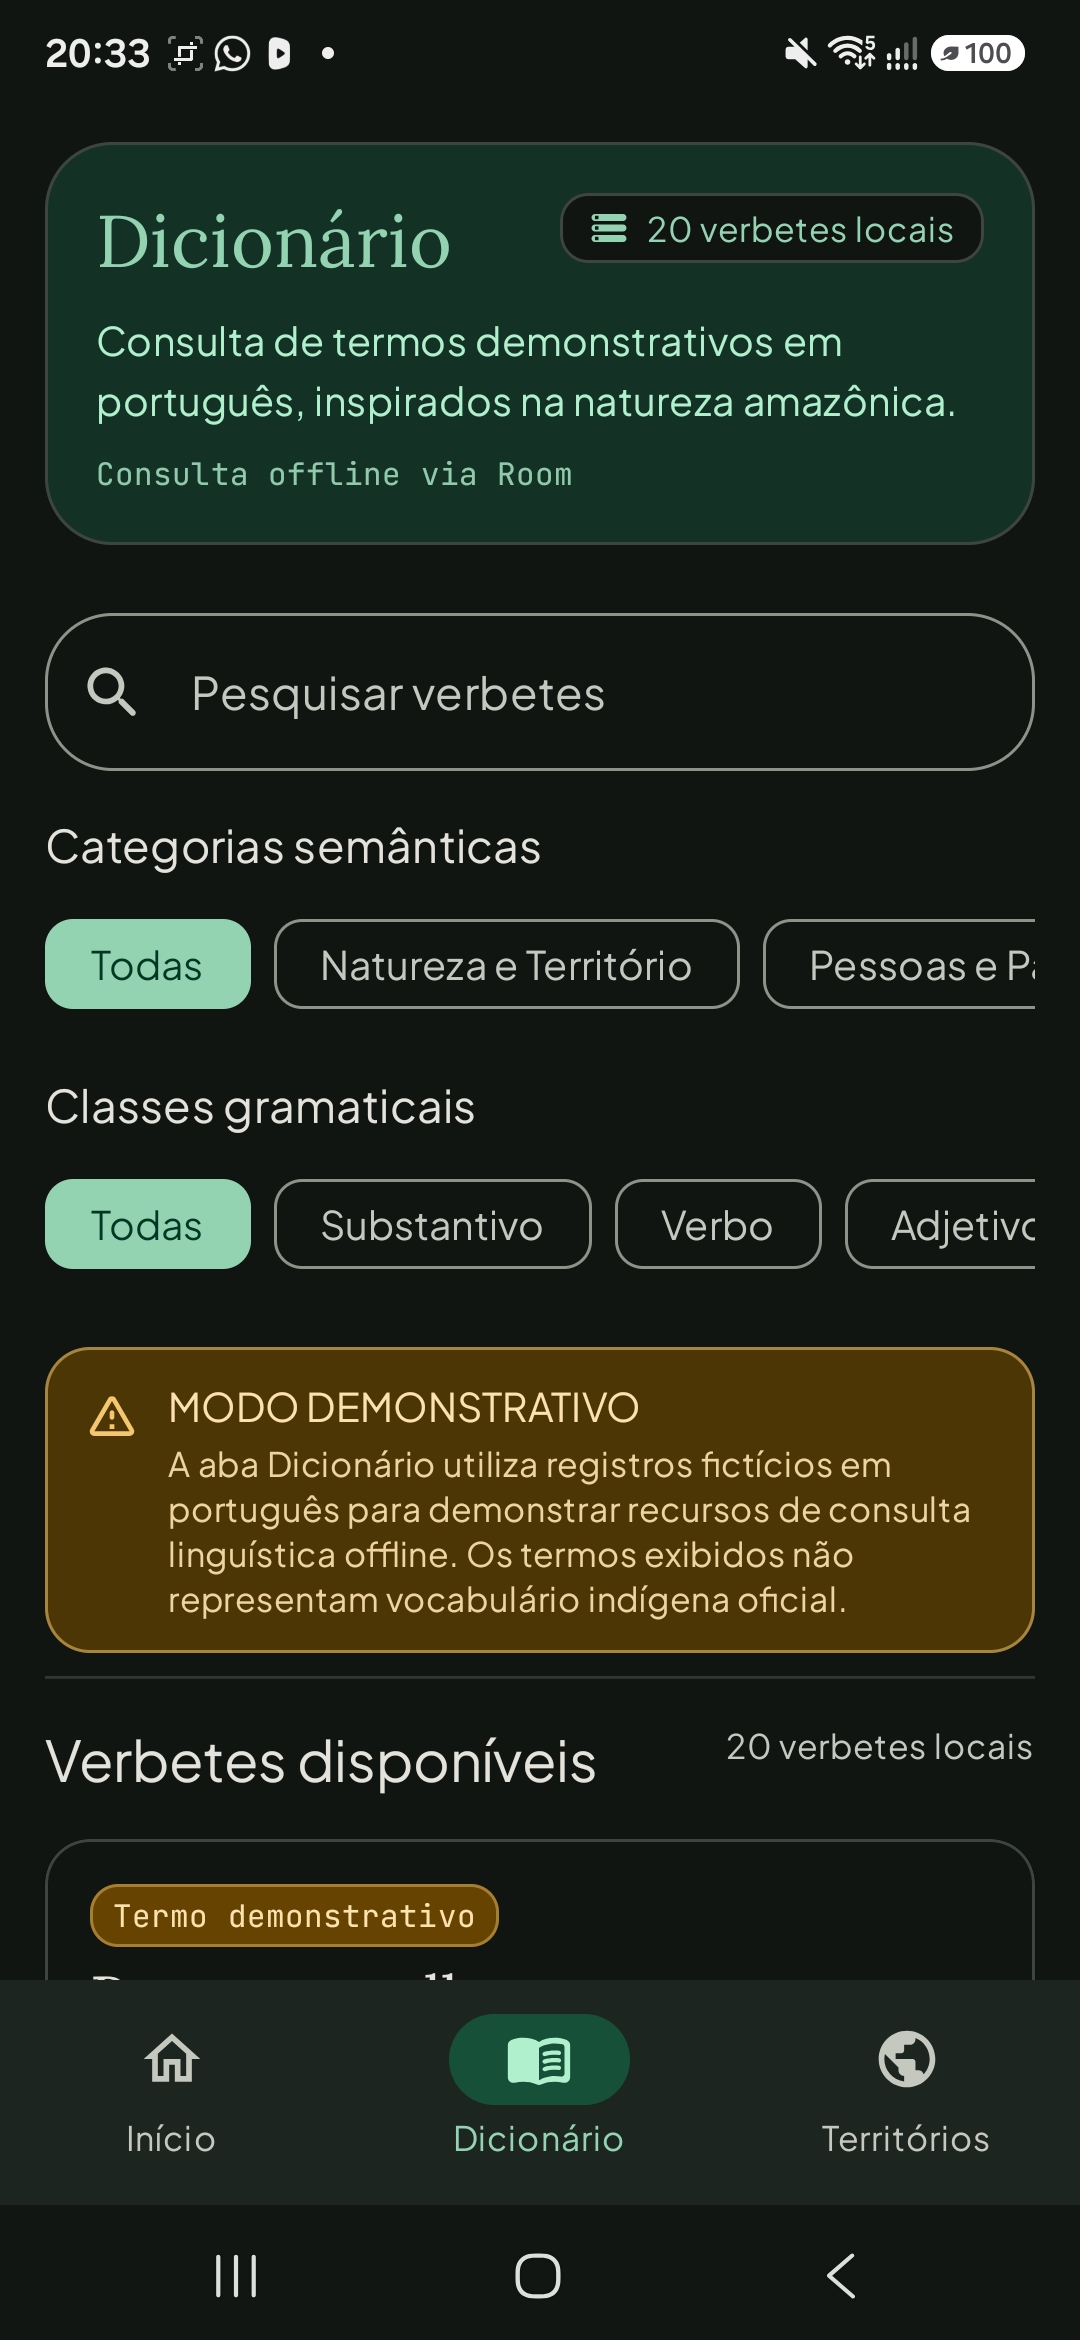 20:33
5
100
Dicionário
20 verbetes locais
Consulta de termos demonstrativos em
português, inspirados na natureza amazônica.
Consulta offline via Room
Pesquisar verbetes
Categorias semânticas
Todas
Natureza e Território
Pessoas e
Classes gramaticais
Todas
Substantivo
Verbo
Adjetivo
MODO DEMONSTRATIVO
A aba Dicionário utiliza registros fictícios em
português para demonstrar recursos de consulta
linguística offline. Os termos exibidos não
representam vocabulário indígena oficial.
Verbetes disponíveis
20 verbetes locais
Termo demonstrativo
Início
Dicionário
Territórios